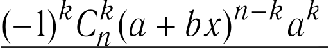 (−1)^k C_n^k (a + bx)^{n−k} a^k